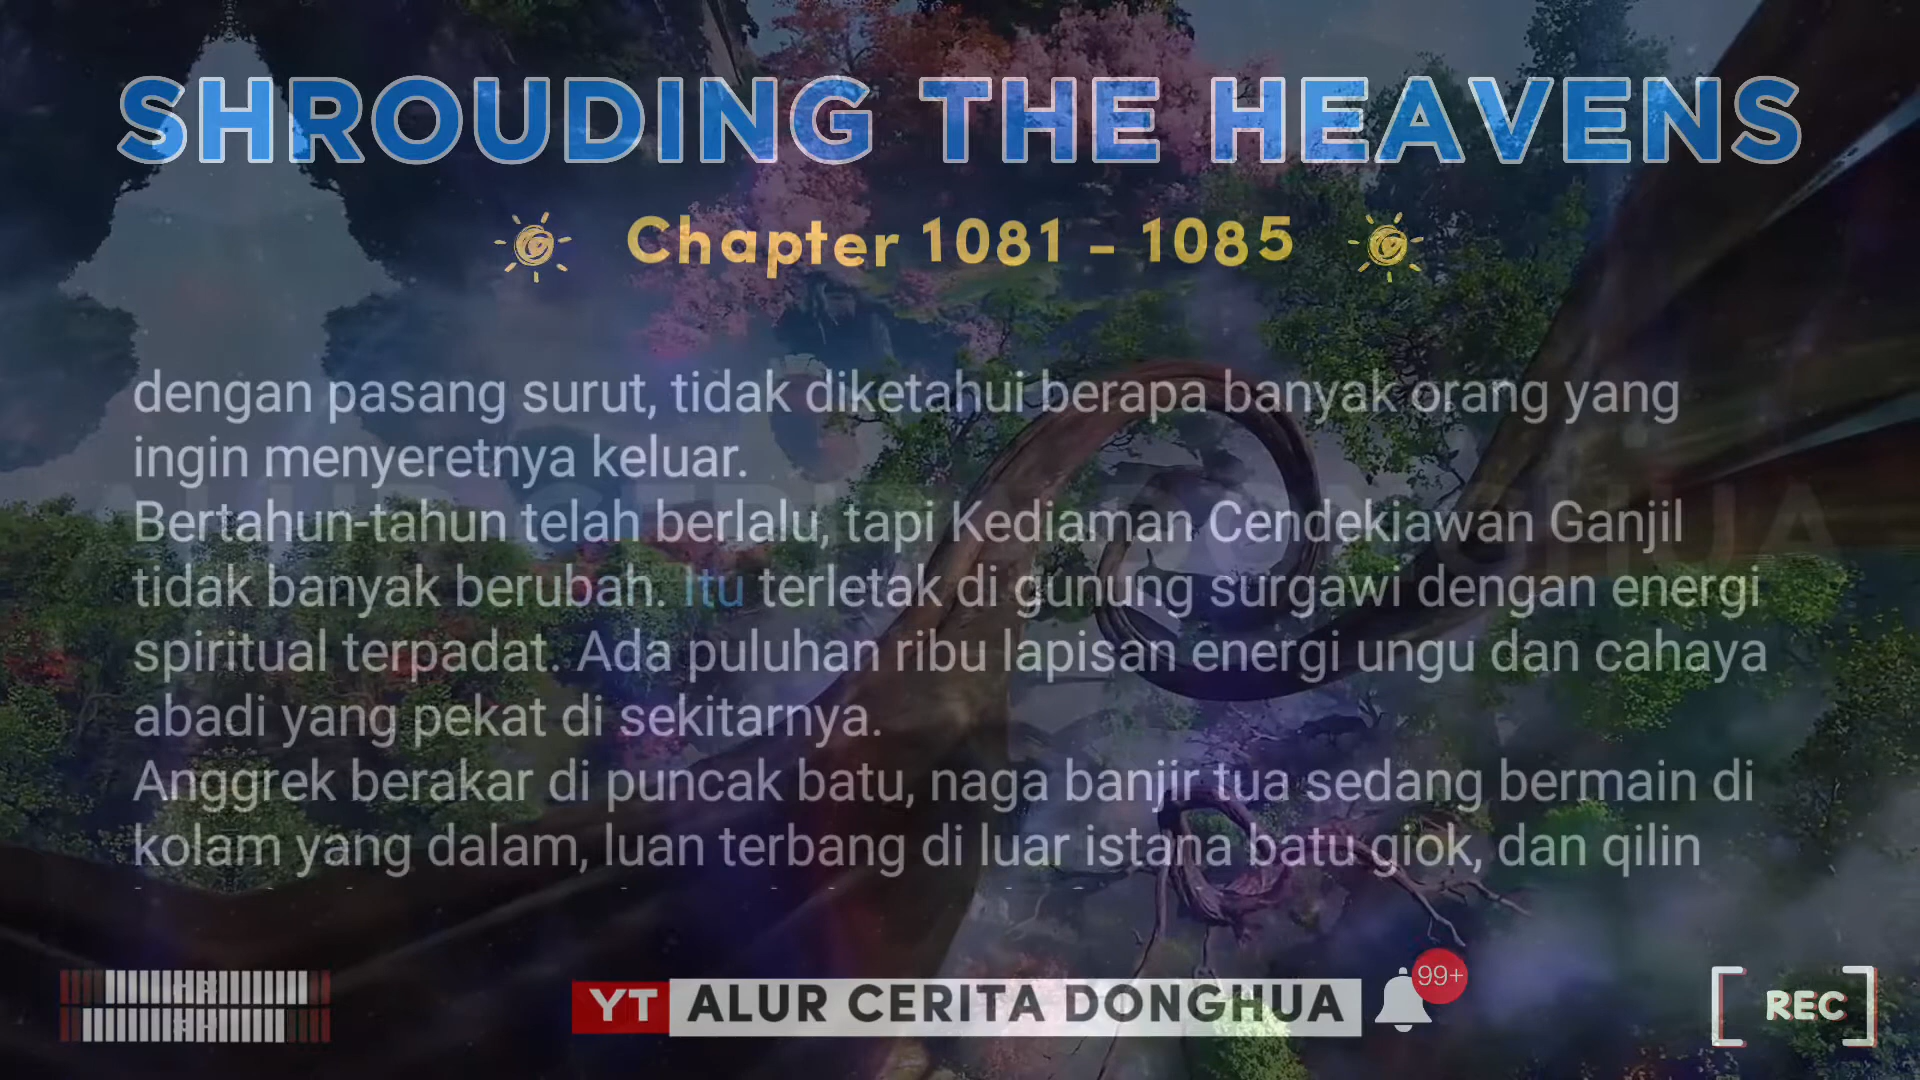 SHROUDING THE HEAVENS
Chapter 1081 - 1085
dengan pasang surut, tidak diketahui berapa banyak orang yang
ingin menyeretnya keluar.
Bertahun-tahun telah berlalu, tapi Kediaman Cendekiawan Ganjil
tidak banyak berubah. Itu terletak di gunung surgawi dengan energi
spiritual terpadat. Ada puluhan ribu lapisan energi ungu dan cahaya
abadi yang pekat di sekitarnya.
Anggrek berakar di puncak batu, naga banjir tua sedang bermain di
kolam yang dalam, luan terbang di luar istana batu giok, dan qilin
YT ALUR CERITA DONGHUA
99+
REC